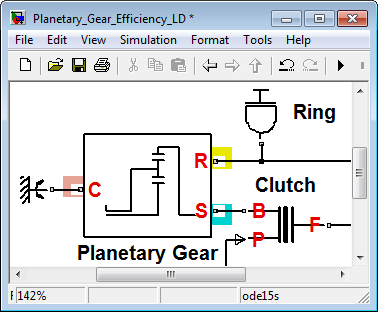 Planetary_Gear_Efficiency_LD *
File Edit View Simulation Format Tools Help
Ring
R
Clutch
C
S B
F
P
Planetary Gear
142% ode15s